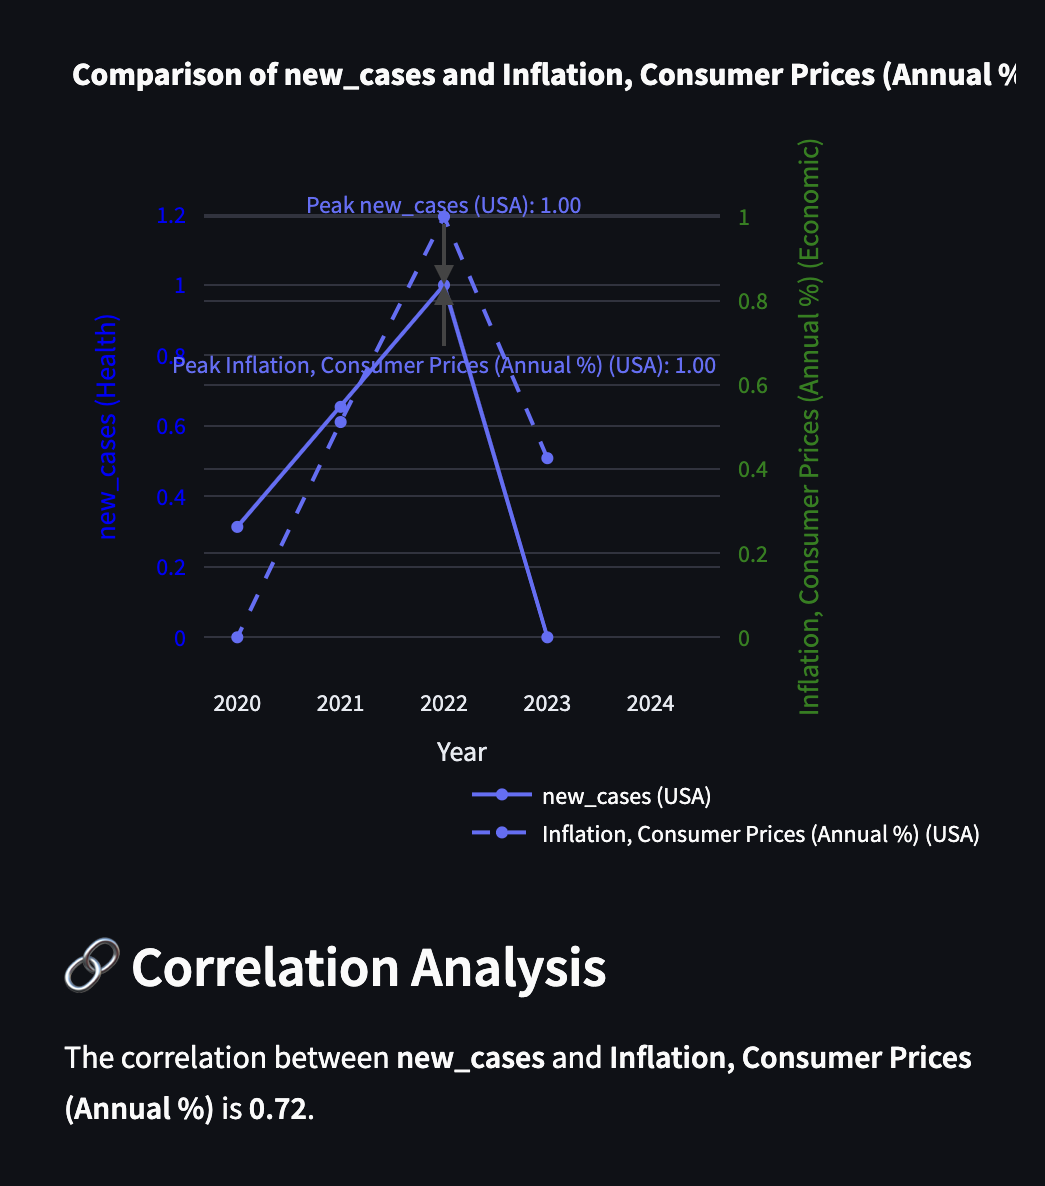 Comparison of new_cases and Inflation, Consumer Prices (Annual %
Peak new_cases (USA): 1.00
1.2
1
0.8
0.6
0.4
0.2
0
new_cases (Health)
Peak Inflation, Consumer Prices (Annual %) (USA): 1.00
1
0.8
0.6
0.4
0.2
0
Inflation, Consumer Prices (Annual %) (Economic)
2020 2021 2022 2023 2024
Year
new_cases (USA)
Inflation, Consumer Prices (Annual %) (USA)
Correlation Analysis
The correlation between new_cases and Inflation, Consumer Prices
(Annual %) is 0.72.